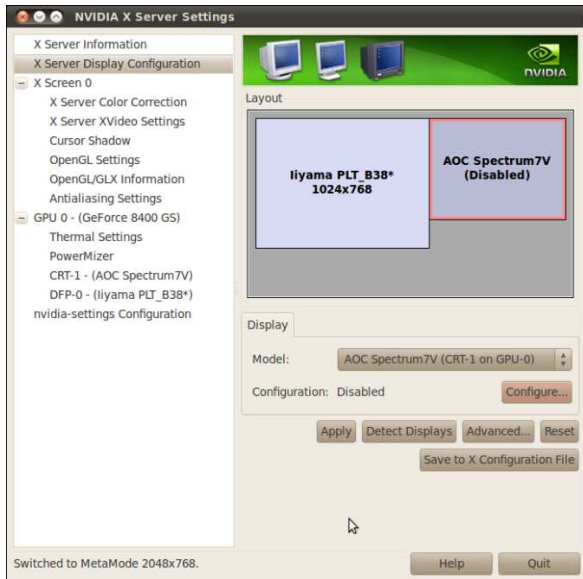 NVIDIA X Server Settings
X Server Information
X Server Display Configuration
X Screen 0
X Server Color Correction
X Server XVideo Settings
Cursor Shadow
OpenGL Settings
OpenGL/GLX Information
Antialiasing Settings
GPU 0 - (GeForce 8400 GS)
Thermal Settings
PowerMizer
CRT-1 - (AOC Spectrum7V)
DFP-0 - (Iiyama PLT_B38*)
nvidia-settings Configuration
NVIDIA
Layout
Iiyama PLT_B38*
1024x768
AOC Spectrum7V
(Disabled)
Display
Model: AOC Spectrum7V (CRT-1 on GPU-0)
Configuration: Disabled Configure...
Apply Detect Displays Advanced... Reset
Save to X Configuration File
Switched to MetaMode 2048x768. Help Quit